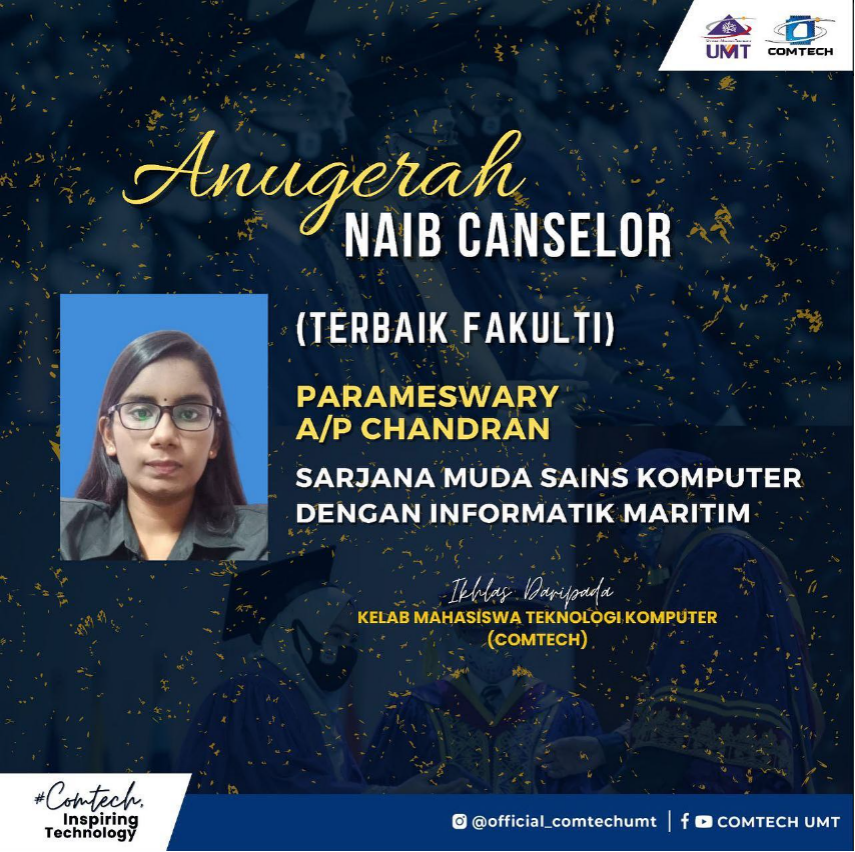 UMT
COMTECH
Anugerah
NAIB CANSELOR
(TERBAIK FAKULTI)
PARAMESWARY
A/P CHANDRAN
SARJANA MUDA SAINS KOMPUTER
DENGAN INFORMATIK MARITIM
Ikhlas Daripada
KELAB MAHASISWA TEKNOLOGI KOMPUTER
(COMTECH)
#Comtech,
Inspiring
Technology
@official_comtechumt | COMTECH UMT